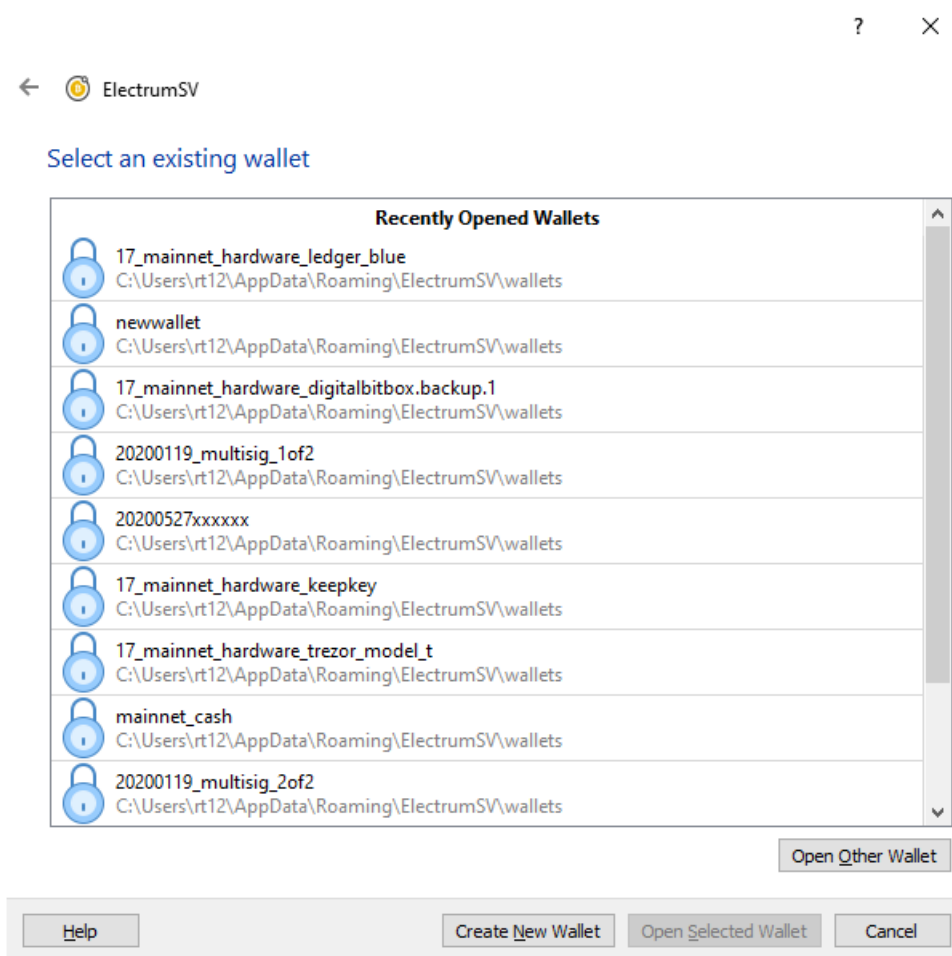 ?
ElectrumSV
Select an existing wallet
Recently Opened Wallets
17_mainnet_hardware_ledger_blue
C:\Users\rt12\AppData\Roaming\ElectrumSV\wallets
newwallet
C:\Users\rt12\AppData\Roaming\ElectrumSV\wallets
17_mainnet_hardware_digitalbitbox.backup.1
C:\Users\rt12\AppData\Roaming\ElectrumSV\wallets
20200119_multisig_1of2
C:\Users\rt12\AppData\Roaming\ElectrumSV\wallets
20200527xxxxxx
C:\Users\rt12\AppData\Roaming\ElectrumSV\wallets
17_mainnet_hardware_keepkey
C:\Users\rt12\AppData\Roaming\ElectrumSV\wallets
17_mainnet_hardware_trezor_model_t
C:\Users\rt12\AppData\Roaming\ElectrumSV\wallets
mainnet_cash
C:\Users\rt12\AppData\Roaming\ElectrumSV\wallets
20200119_multisig_2of2
C:\Users\rt12\AppData\Roaming\ElectrumSV\wallets
Open Other Wallet
Help Create New Wallet Open Selected Wallet Cancel